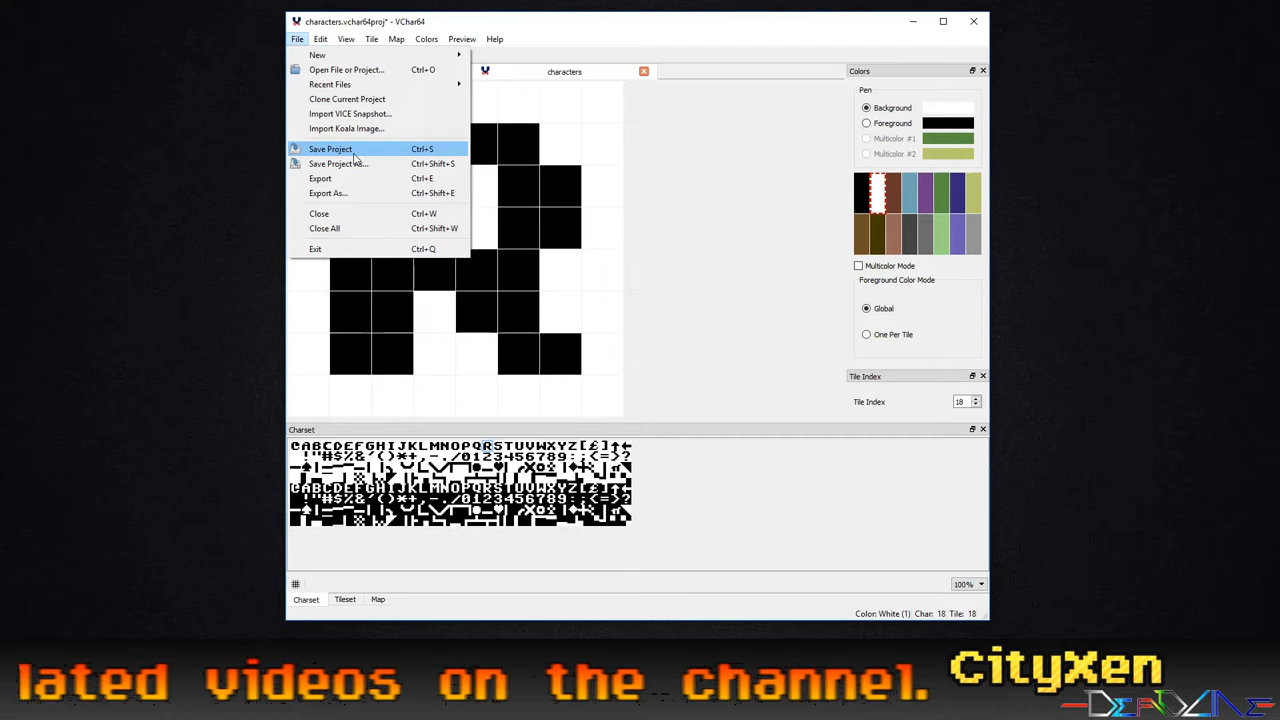 characters.vchar64proj* - VChar64
File Edit View Tile Map Colors Preview Help
New
Open File or Project... Ctrl+O
Recent Files
Clone Current Project
Import VICE Snapshot...
Import Koala Image...
Save Project Ctrl+S
Save Project As... Ctrl+Shift+S
Export Ctrl+E
Export As... Ctrl+Shift+E
Close Ctrl+W
Close All Ctrl+Shift+W
Exit Ctrl+Q
characters
Colors
Pen
Background
Foreground
Multicolor #1
Multicolor #2
Multicolor Mode
Foreground Color Mode
Global
One Per Tile
Tile Index
Tile Index 18
Charset
@ABCDEFGHIJKLMNOPQRSTUVWXYZ[£]↑←
!"#$%&'()*+,-./0123456789:;<=>?
@ABCDEFGHIJKLMNOPQRSTUVWXYZ[£]↑←
!"#$%&'()*+,-./0123456789:;<=>?
100%
Charset Tileset Map
Color: White (1) Char: 18 Tile: 18
lated videos on the channel.
CityXen
DEADLINE